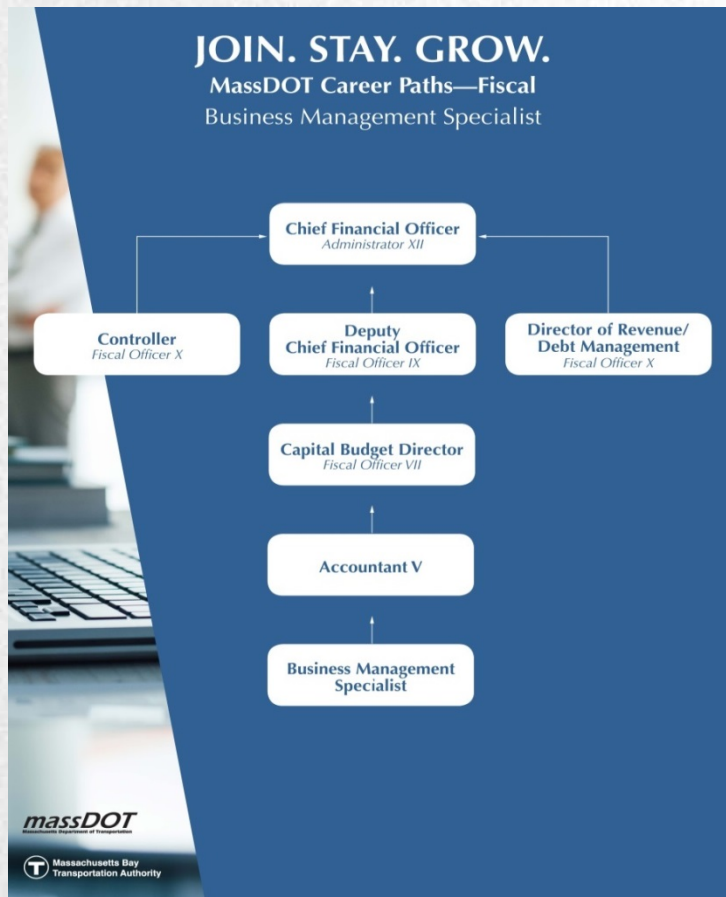 JOIN. STAY. GROW.
MassDOT Career Paths—Fiscal
Business Management Specialist
Chief Financial Officer
Administrator XII
Controller
Fiscal Officer X
Deputy
Chief Financial Officer
Fiscal Officer IX
Director of Revenue/
Debt Management
Fiscal Officer X
Capital Budget Director
Fiscal Officer VII
Accountant V
Business Management
Specialist
massDOT
Massachusetts Department of Transportation
T
Massachusetts Bay
Transportation Authority